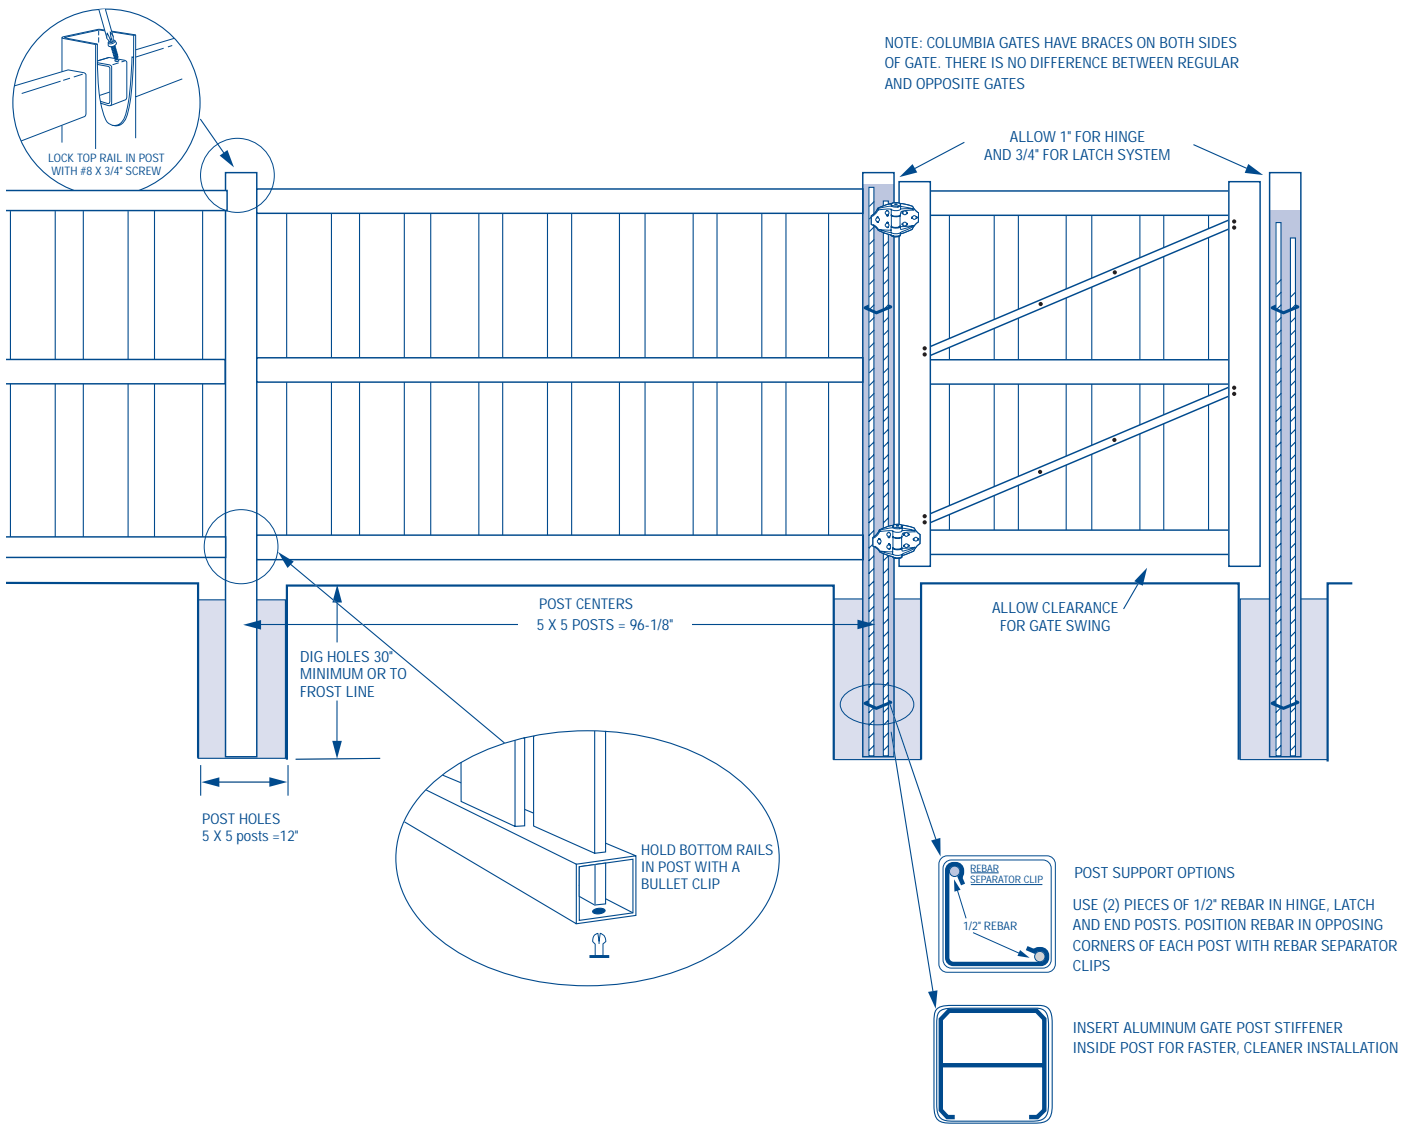 NOTE: COLUMBIA GATES HAVE BRACES ON BOTH SIDES
OF GATE. THERE IS NO DIFFERENCE BETWEEN REGULAR
AND OPPOSITE GATES
LOCK TOP RAIL IN POST
WITH #8 X 3/4" SCREW
ALLOW 1" FOR HINGE
AND 3/4" FOR LATCH SYSTEM
POST CENTERS
5 X 5 POSTS = 96-1/8"
ALLOW CLEARANCE
FOR GATE SWING
DIG HOLES 30"
MINIMUM OR TO
FROST LINE
POST HOLES
5 X 5 posts =12"
HOLD BOTTOM RAILS
IN POST WITH A
BULLET CLIP
REBAR
SEPARATOR CLIP
1/2" REBAR
POST SUPPORT OPTIONS
USE (2) PIECES OF 1/2" REBAR IN HINGE, LATCH
AND END POSTS. POSITION REBAR IN OPPOSING
CORNERS OF EACH POST WITH REBAR SEPARATOR
CLIPS
INSERT ALUMINUM GATE POST STIFFENER
INSIDE POST FOR FASTER, CLEANER INSTALLATION